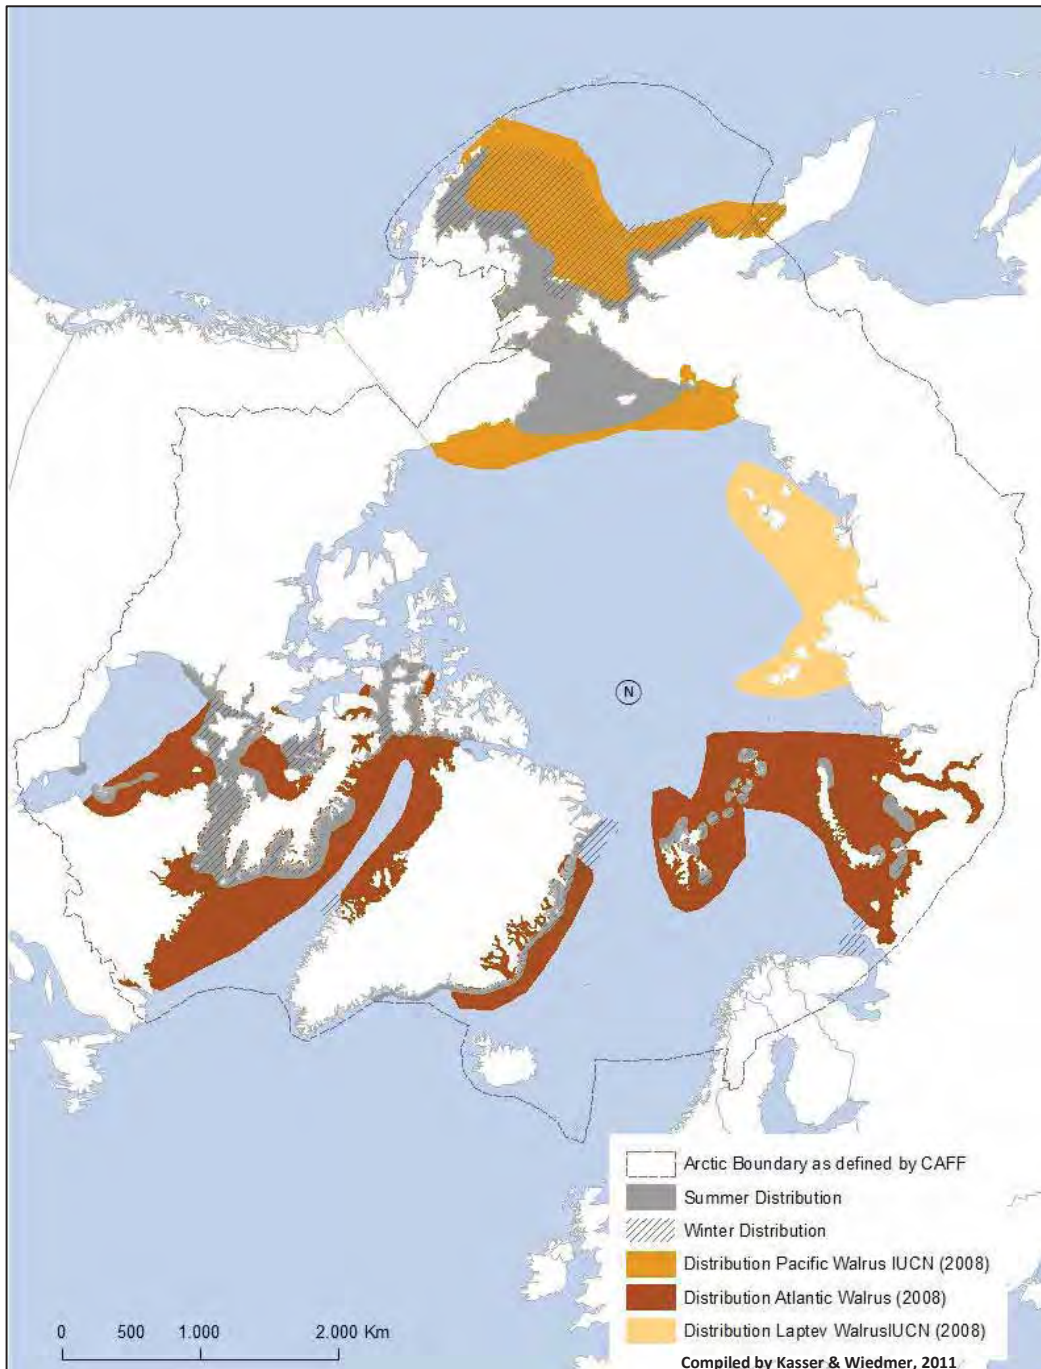 N
Arctic Boundary as defined by CAFF
Summer Distribution
Winter Distribution
Distribution Pacific Walrus IUCN (2008)
Distribution Atlantic Walrus (2008)
Distribution Laptev WalrusIUCN (2008)
0 500 1.000 2.000 Km
Compiled by Kasser & Wiedmer, 2011